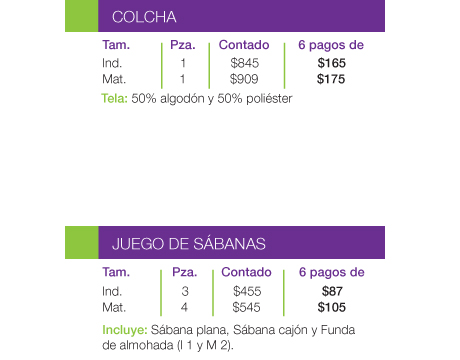 COLCHA
Tam. Pza. Contado 6 pagos de
Ind. 1 $845 $165
Mat. 1 $909 $175
Tela: 50% algodón y 50% poliéster
JUEGO DE SÁBANAS
Tam. Pza. Contado 6 pagos de
Ind. 3 $455 $87
Mat. 4 $545 $105
Incluye: Sábana plana, Sábana cajón y Funda
de almohada (I 1 y M 2).